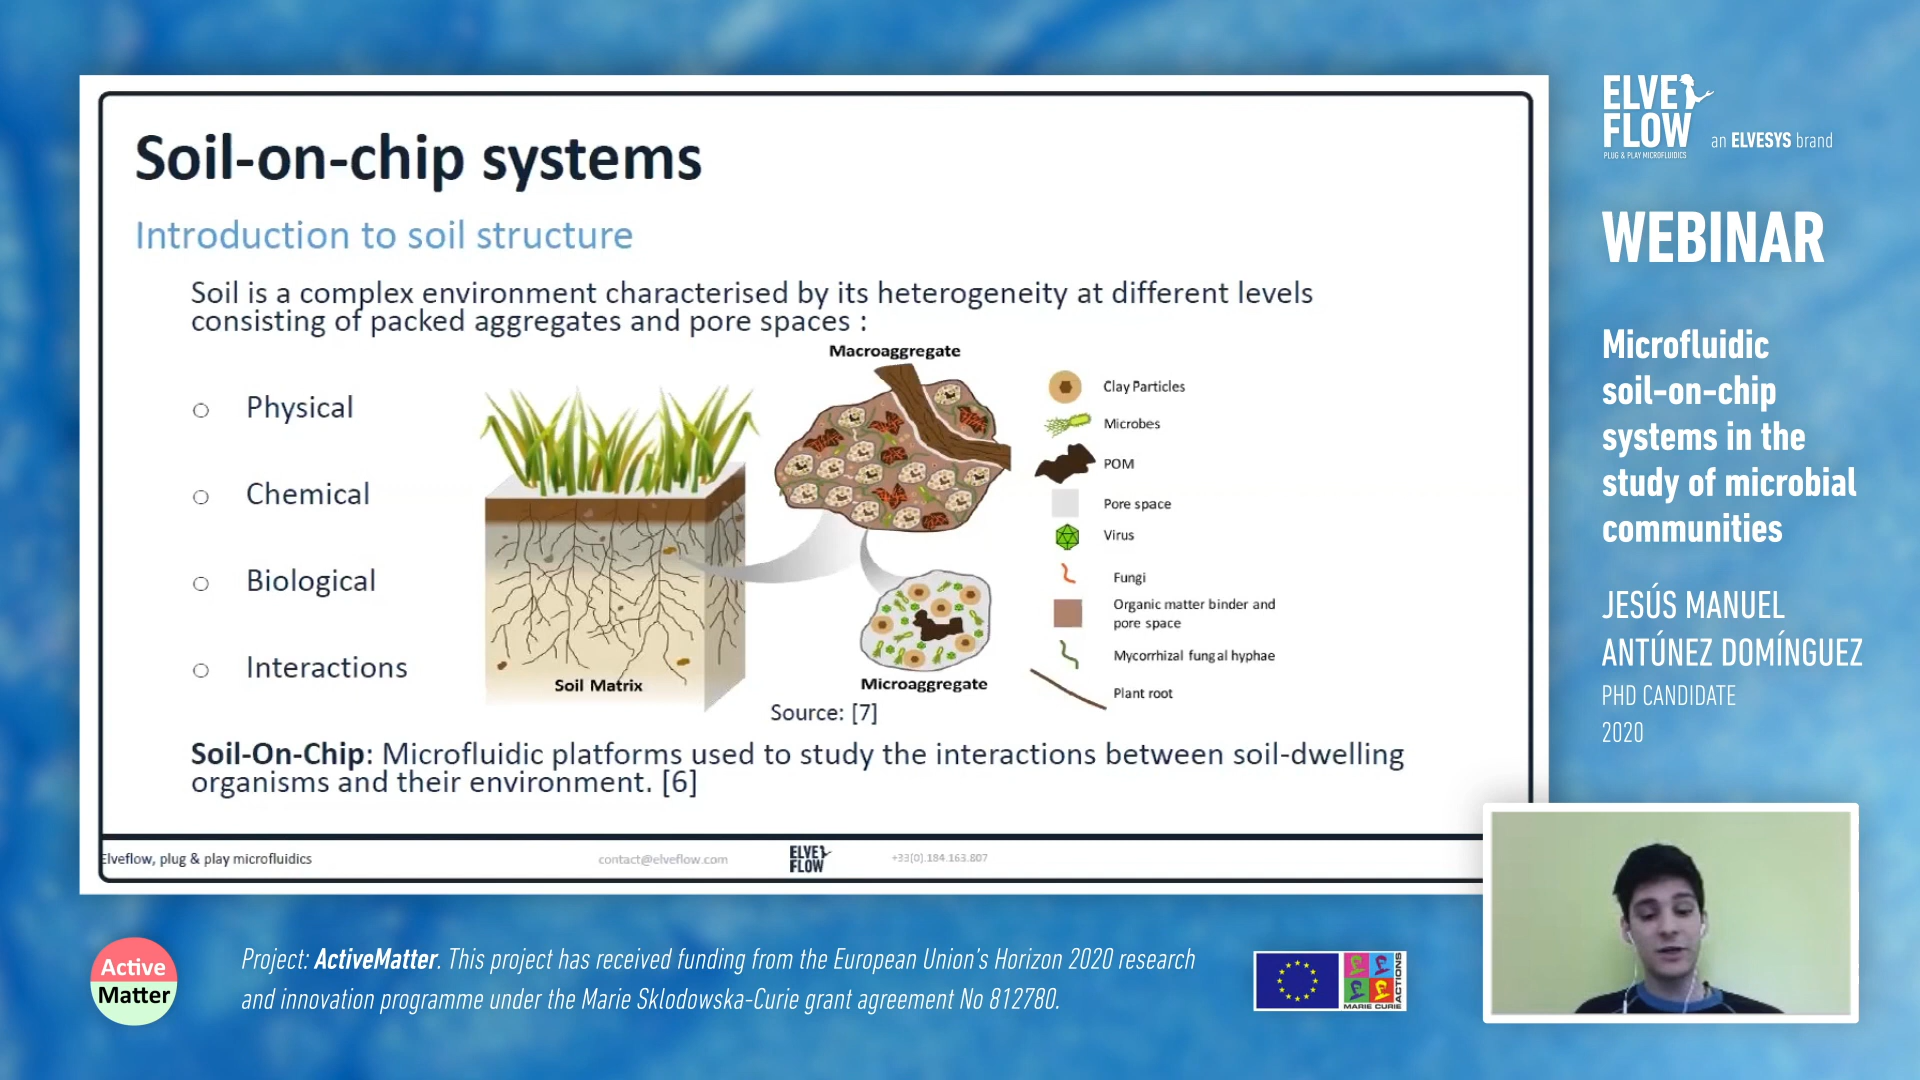 Soil-on-chip systems
Introduction to soil structure
Soil is a complex environment characterised by its heterogeneity at different levels
consisting of packed aggregates and pore spaces :
Physical
Chemical
Biological
Interactions
Macroaggregate
Soil Matrix
Microaggregate
Clay Particles
Microbes
POM
Pore space
Virus
Fungi
Organic matter binder and
pore space
Mycorrhizal fungal hyphae
Plant root
Source: [7]
Soil-On-Chip: Microfluidic platforms used to study the interactions between soil-dwelling
organisms and their environment. [6]
Elveflow, plug & play microfluidics
contact@elveflow.com
ELVE
FLOW
+33(0).184.163.807
ELVE
FLOW
PLUG & PLAY MICROFLUIDICS
an ELVESYS brand
WEBINAR
Microfluidic
soil-on-chip
systems in the
study of microbial
communities
JESÚS MANUEL
ANTÚNEZ DOMÍNGUEZ
PHD CANDIDATE
2020
Active
Matter
Project: ActiveMatter. This project has received funding from the European Union's Horizon 2020 research
and innovation programme under the Marie Sklodowska-Curie grant agreement No 812780.
MARIE CURIE
ACTIONS